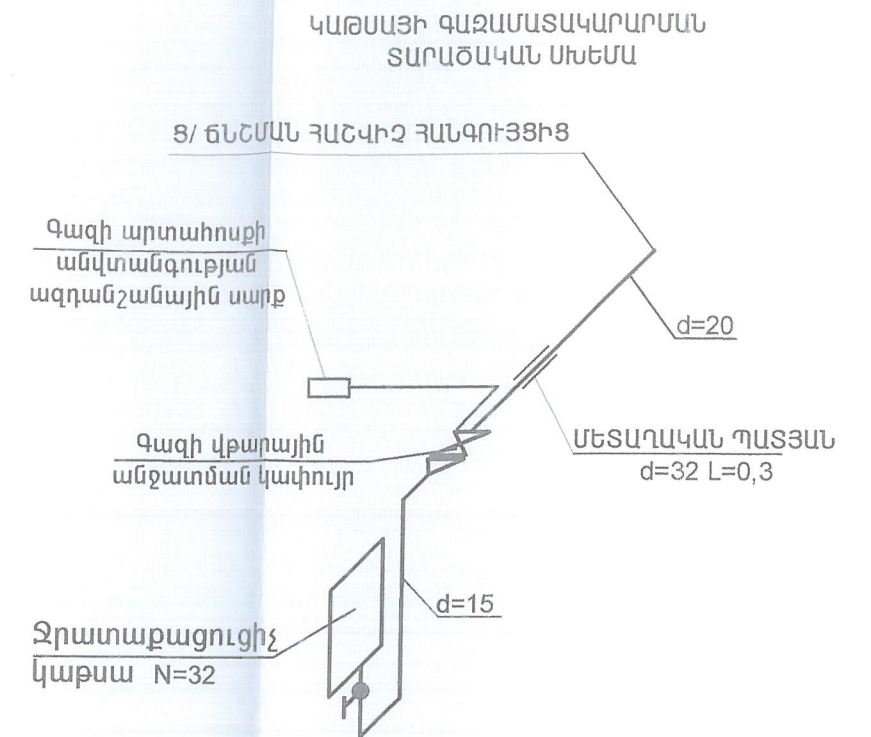 ԿԱԹՍԱՅԻ ԳԱԶԱՄԱՏԱԿԱՐԱՐՄԱՆ
ՏԱՐԱԾԱԿԱՆ ՍԽԵՄԱ
Ց/ ՃՆՇՄԱՆ ՀԱՇՎԻՉ ՀԱՆԳՈՒՅՑԻՑ
Գազի արտահոսքի
անվտանգության
ազդանշանային սարք
d=20
Գազի վթարային
անջատման կափույր
ՄԵՏԱՂԱԿԱՆ ՊԱՏՅԱՆ
d=32 L=0,3
d=15
Ջրատաքացուցիչ
կաթսա N=32